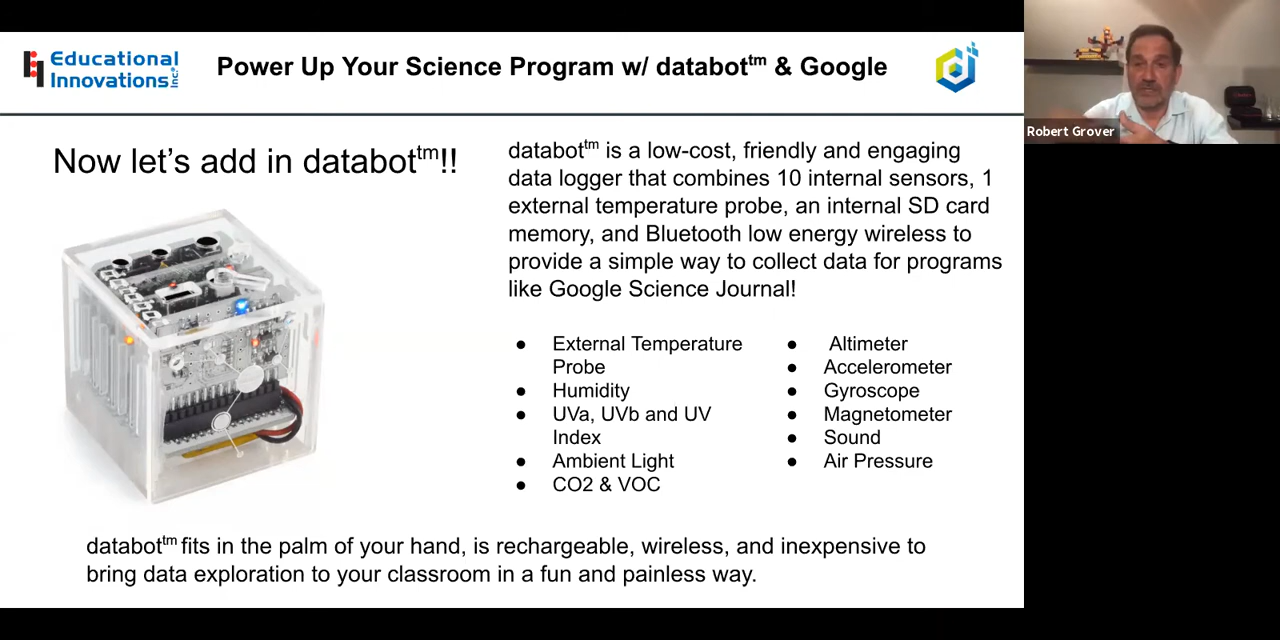 Educational
Innovations Inc.®
Power Up Your Science Program w/ databot™ & Google
Robert Grover
Now let's add in databot™!!
databot™ is a low-cost, friendly and engaging
data logger that combines 10 internal sensors, 1
external temperature probe, an internal SD card
memory, and Bluetooth low energy wireless to
provide a simple way to collect data for programs
like Google Science Journal!
● External Temperature
Probe
● Humidity
● UVa, UVb and UV
Index
● Ambient Light
● CO2 & VOC
● Altimeter
● Accelerometer
● Gyroscope
● Magnetometer
● Sound
● Air Pressure
databot™ fits in the palm of your hand, is rechargeable, wireless, and inexpensive to
bring data exploration to your classroom in a fun and painless way.